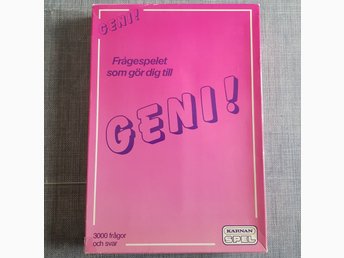 GENI!
Frågespelet
som gör dig till
GENI!
3000 frågor
och svar
KARNAN
SPEL